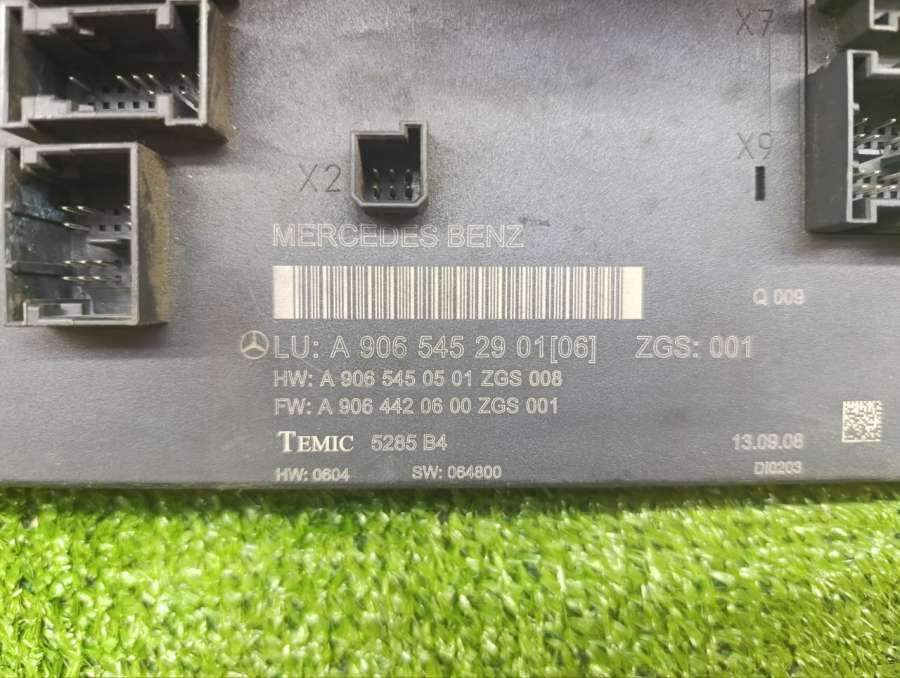 X7
X9
X2
MERCEDES BENZ
Q 009
LU: A 906 545 29 01[06] ZGS: 001
HW: A 906 545 05 01 ZGS 008
FW: A 906 442 06 00 ZGS 001
TEMIC 5285 B4 13.09.08
HW: 0604 SW: 064800 DI0203